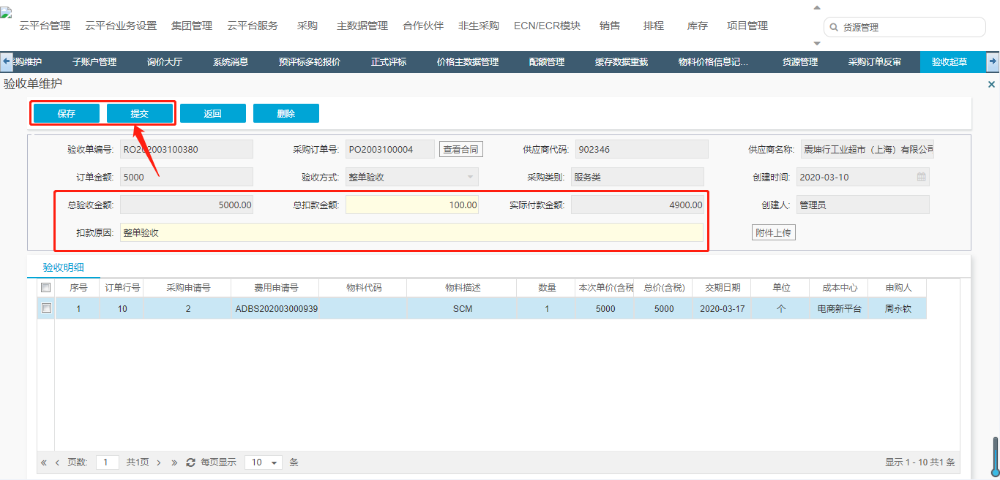 云平台管理 云平台业务设置 集团管理 云平台服务 采购 主数据管理 合作伙伴 非生采购 ECN/ECR模块 销售 排程 库存 项目管理 货源管理
采购维护 子账户管理 询价大厅 系统消息 预评标多轮报价 正式评标 价格主数据管理 配额管理 缓存数据重载 物料价格信息记... 货源管理 采购订单反审 验收起草
验收单维护
保存 提交 返回 删除
验收单编号: RO202003100380 采购订单号: PO2003100004 查看合同 供应商代码: 902346 供应商名称: 震坤行工业超市（上海）有限公司
订单金额: 5000 验收方式: 整单验收 采购类别: 服务类 创建时间: 2020-03-10
总验收金额: 5000.00 总扣款金额: 100.00 实际付款金额: 4900.00 创建人: 管理员
扣款原因: 整单验收 附件上传
验收明细
序号 订单行号 采购申请号 费用申请号 物料代码 物料描述 数量 本次单价(含税 总价(含税) 交期日期 单位 成本中心 申购人
1 10 2 ADBS202003000939 SCM 1 5000 5000 2020-03-17 个 电商新平台 周永钦
« ‹ 页数: 1 共1页 › » 每页显示 10 条 显示 1 - 10 共1 条